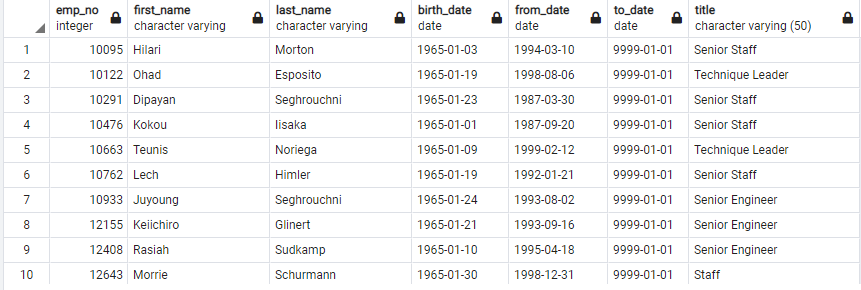 emp_no first_name last_name birth_date from_date to_date title
integer character varying character varying date date date character varying (50)
1 10095 Hilari Morton 1965-01-03 1994-03-10 9999-01-01 Senior Staff
2 10122 Ohad Esposito 1965-01-19 1998-08-06 9999-01-01 Technique Leader
3 10291 Dipayan Seghrouchni 1965-01-23 1987-03-30 9999-01-01 Senior Staff
4 10476 Kokou Iisaka 1965-01-01 1987-09-20 9999-01-01 Senior Staff
5 10663 Teunis Noriega 1965-01-09 1999-02-12 9999-01-01 Technique Leader
6 10762 Lech Himler 1965-01-19 1992-01-21 9999-01-01 Senior Staff
7 10933 Juyoung Seghrouchni 1965-01-24 1993-08-02 9999-01-01 Senior Engineer
8 12155 Keiichiro Glinert 1965-01-21 1993-09-16 9999-01-01 Senior Engineer
9 12408 Rasiah Sudkamp 1965-01-10 1995-04-18 9999-01-01 Senior Engineer
10 12643 Morrie Schurmann 1965-01-30 1998-12-31 9999-01-01 Staff